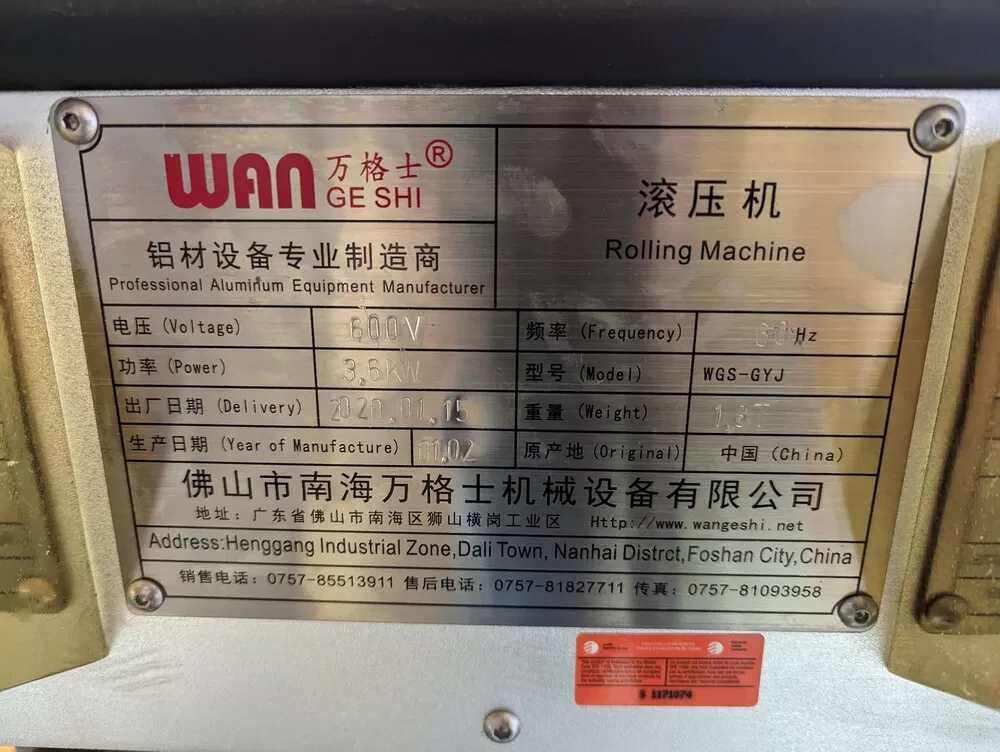 WAN 万格士®
GE SHI
铝材设备专业制造商
Professional Aluminum Equipment Manufacturer
滚压机
Rolling Machine
电压 (Voltage) 600V 频率 (Frequency) 60Hz
功率 (Power) 3.6KW 型号 (Model) WGS-GYJ
出厂日期 (Delivery) 2020.01.15 重量 (Weight) 1.8T
生产日期 (Year of Manufacture) 01.02 原产地 (Original) 中国 (China)
佛山市南海万格士机械设备有限公司
地址：广东省佛山市南海区狮山横岗工业区 Http://www.wangeshi.net
Address:Henggang Industrial Zone,Dali Town, Nanhai Distrct,Foshan City,China
销售电话：0757-85513911 售后电话：0757-81827711 传真：0757-81093958
S 1171074